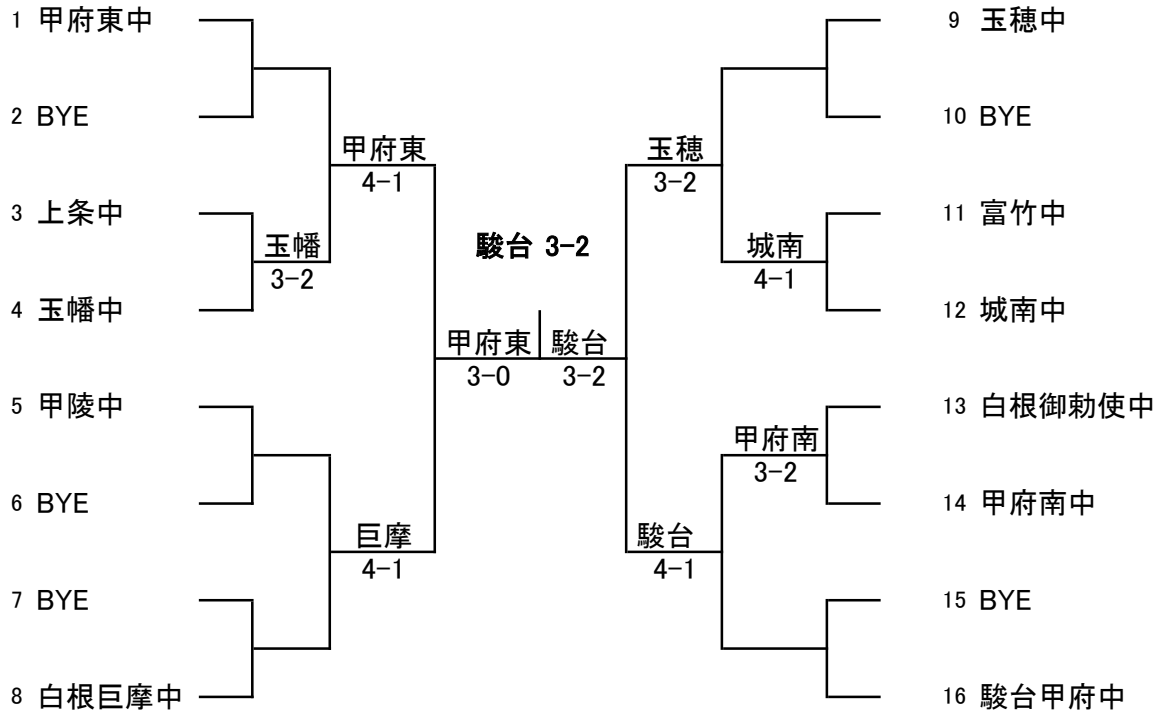 1 甲府東中
2 BYE
3 上条中
4 玉幡中
5 甲陵中
6 BYE
7 BYE
8 白根巨摩中
玉幡
3-2
甲府東
4-1
巨摩
4-1
甲府東
3-0
駿台 3-2
駿台
3-2
玉穂
3-2
駿台
4-1
城南
4-1
甲府南
3-2
9 玉穂中
10 BYE
11 富竹中
12 城南中
13 白根御勅使中
14 甲府南中
15 BYE
16 駿台甲府中